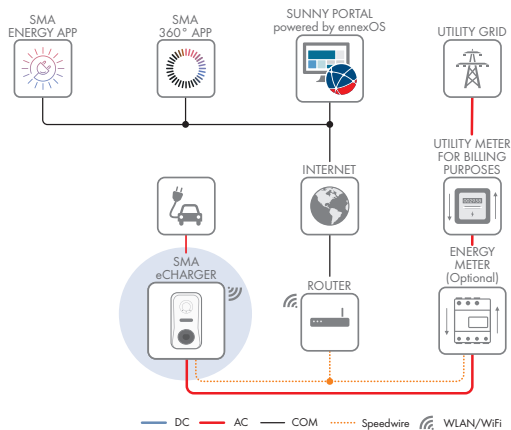 SMA
ENERGY APP
SMA
360° APP
SUNNY PORTAL
powered by ennexOS
UTILITY GRID
UTILITY METER
FOR BILLING
PURPOSES
INTERNET
SMA
eCHARGER
ROUTER
ENERGY
METER
(Optional)
DC
AC
COM
Speedwire
WLAN/WiFi